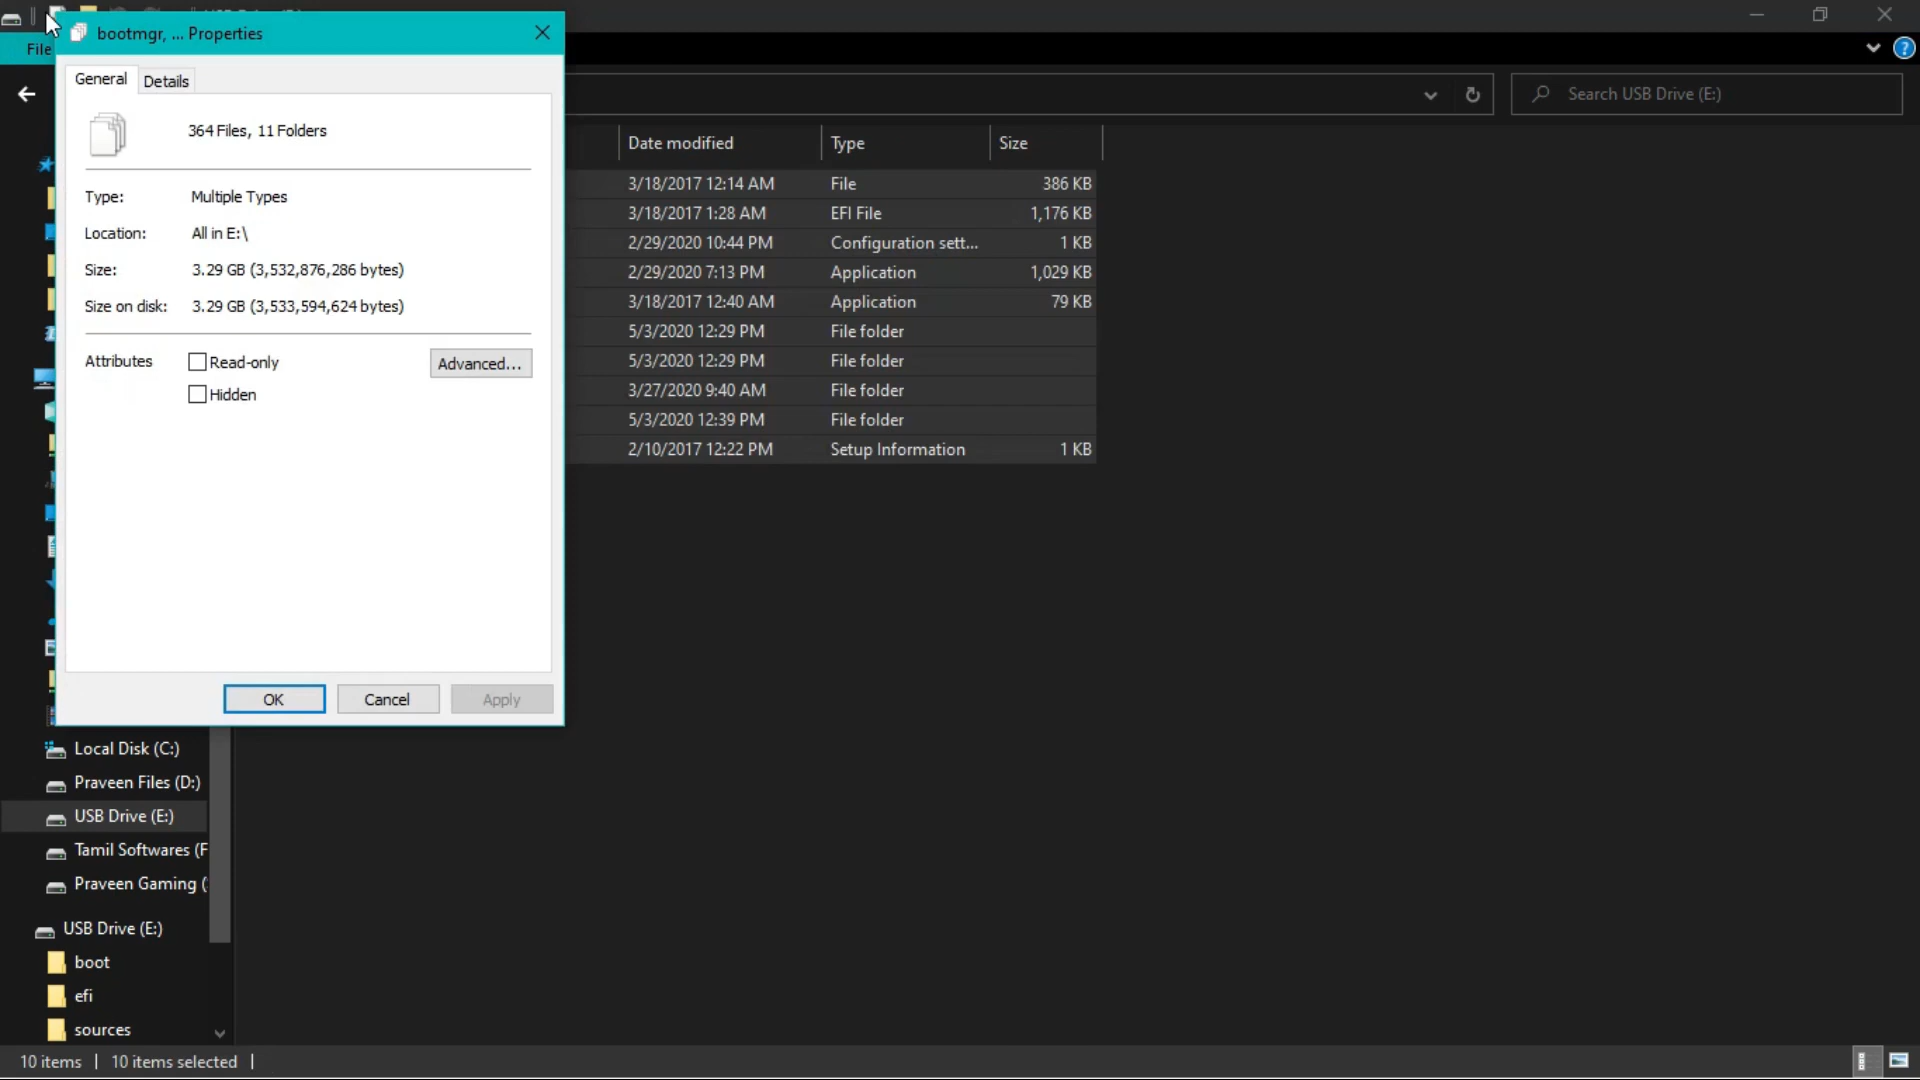 bootmgr, ... Properties
File
General
Details
364 Files, 11 Folders
Type: Multiple Types
Location: All in E:\
Size: 3.29 GB (3,532,876,286 bytes)
Size on disk: 3.29 GB (3,533,594,624 bytes)
Attributes
Read-only
Advanced...
Hidden
OK
Cancel
Apply
?
Search USB Drive (E:)
Date modified Type Size
3/18/2017 12:14 AM File 386 KB
3/18/2017 1:28 AM EFI File 1,176 KB
2/29/2020 10:44 PM Configuration sett... 1 KB
2/29/2020 7:13 PM Application 1,029 KB
3/18/2017 12:40 AM Application 79 KB
5/3/2020 12:29 PM File folder
5/3/2020 12:29 PM File folder
3/27/2020 9:40 AM File folder
5/3/2020 12:39 PM File folder
2/10/2017 12:22 PM Setup Information 1 KB
Local Disk (C:)
Praveen Files (D:)
USB Drive (E:)
Tamil Softwares (F
Praveen Gaming (
USB Drive (E:)
boot
efi
sources
10 items
10 items selected